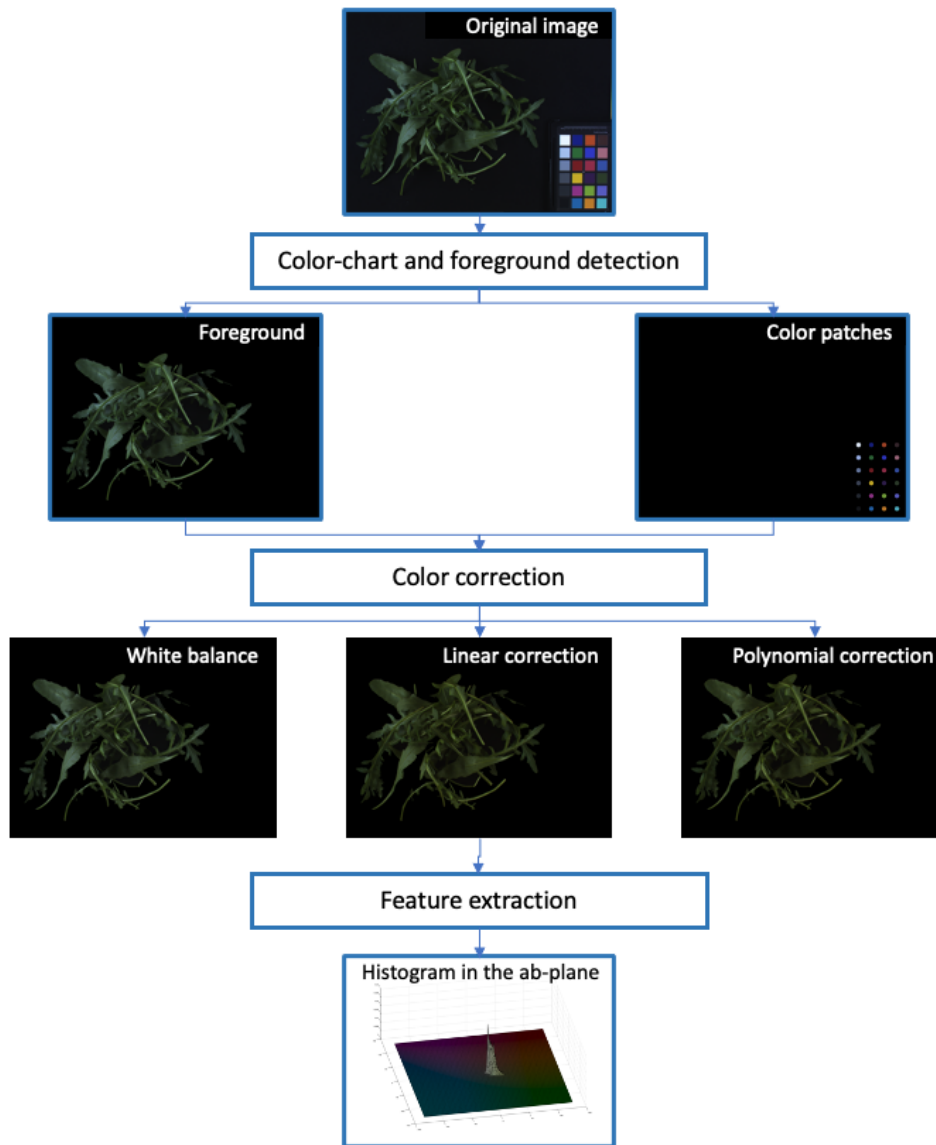 Original image
Color-chart and foreground detection
Foreground
Color patches
Color correction
White balance
Linear correction
Polynomial correction
Feature extraction
Histogram in the ab-plane